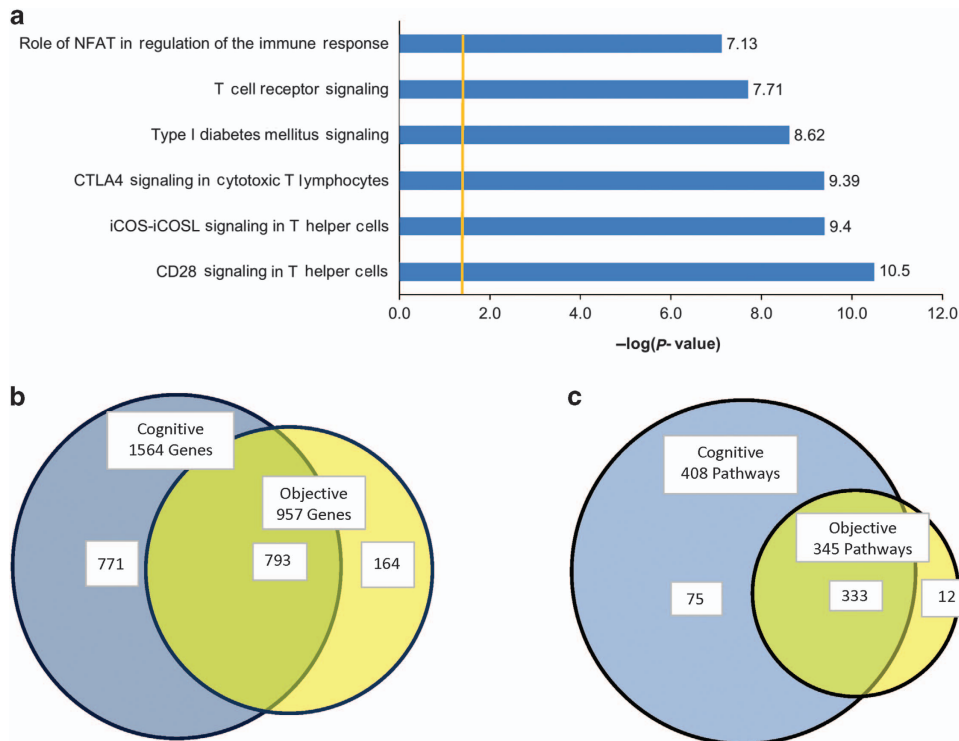 a
Role of NFAT in regulation of the immune response
7.13
T cell receptor signaling
7.71
Type I diabetes mellitus signaling
8.62
CTLA4 signaling in cytotoxic T lymphocytes
9.39
iCOS-iCOSL signaling in T helper cells
9.4
CD28 signaling in T helper cells
10.5
0.0 2.0 4.0 6.0 8.0 10.0 12.0
–log(P- value)
b
Cognitive
1564 Genes
Objective
957 Genes
771
793
164
c
Cognitive
408 Pathways
Objective
345 Pathways
75
333
12